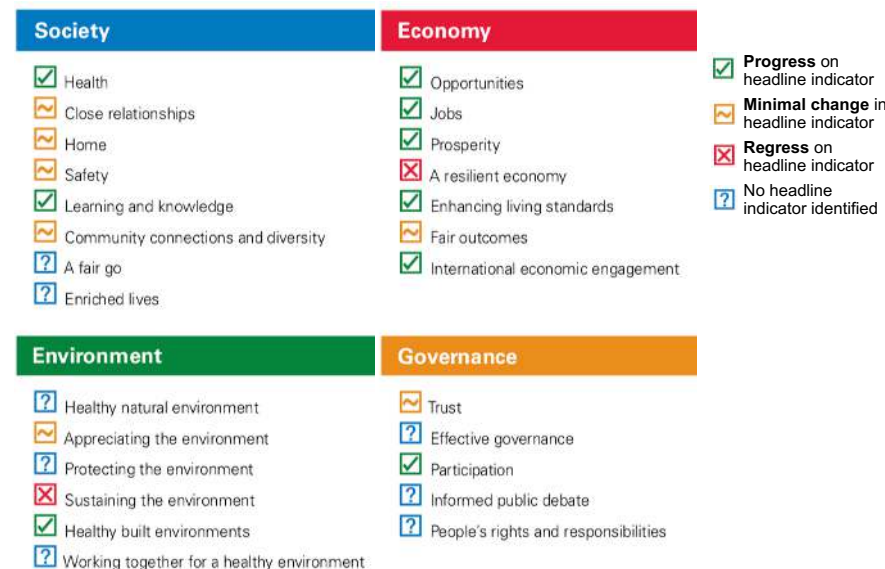 Society
Health
Close relationships
Home
Safety
Learning and knowledge
Community connections and diversity
A fair go
Enriched lives
Economy
Opportunities
Jobs
Prosperity
A resilient economy
Enhancing living standards
Fair outcomes
International economic engagement
Progress on
headline indicator
Minimal change in
headline indicator
Regress on
headline indicator
No headline
indicator identified
Environment
Healthy natural environment
Appreciating the environment
Protecting the environment
Sustaining the environment
Healthy built environments
Working together for a healthy environment
Governance
Trust
Effective governance
Participation
Informed public debate
People's rights and responsibilities